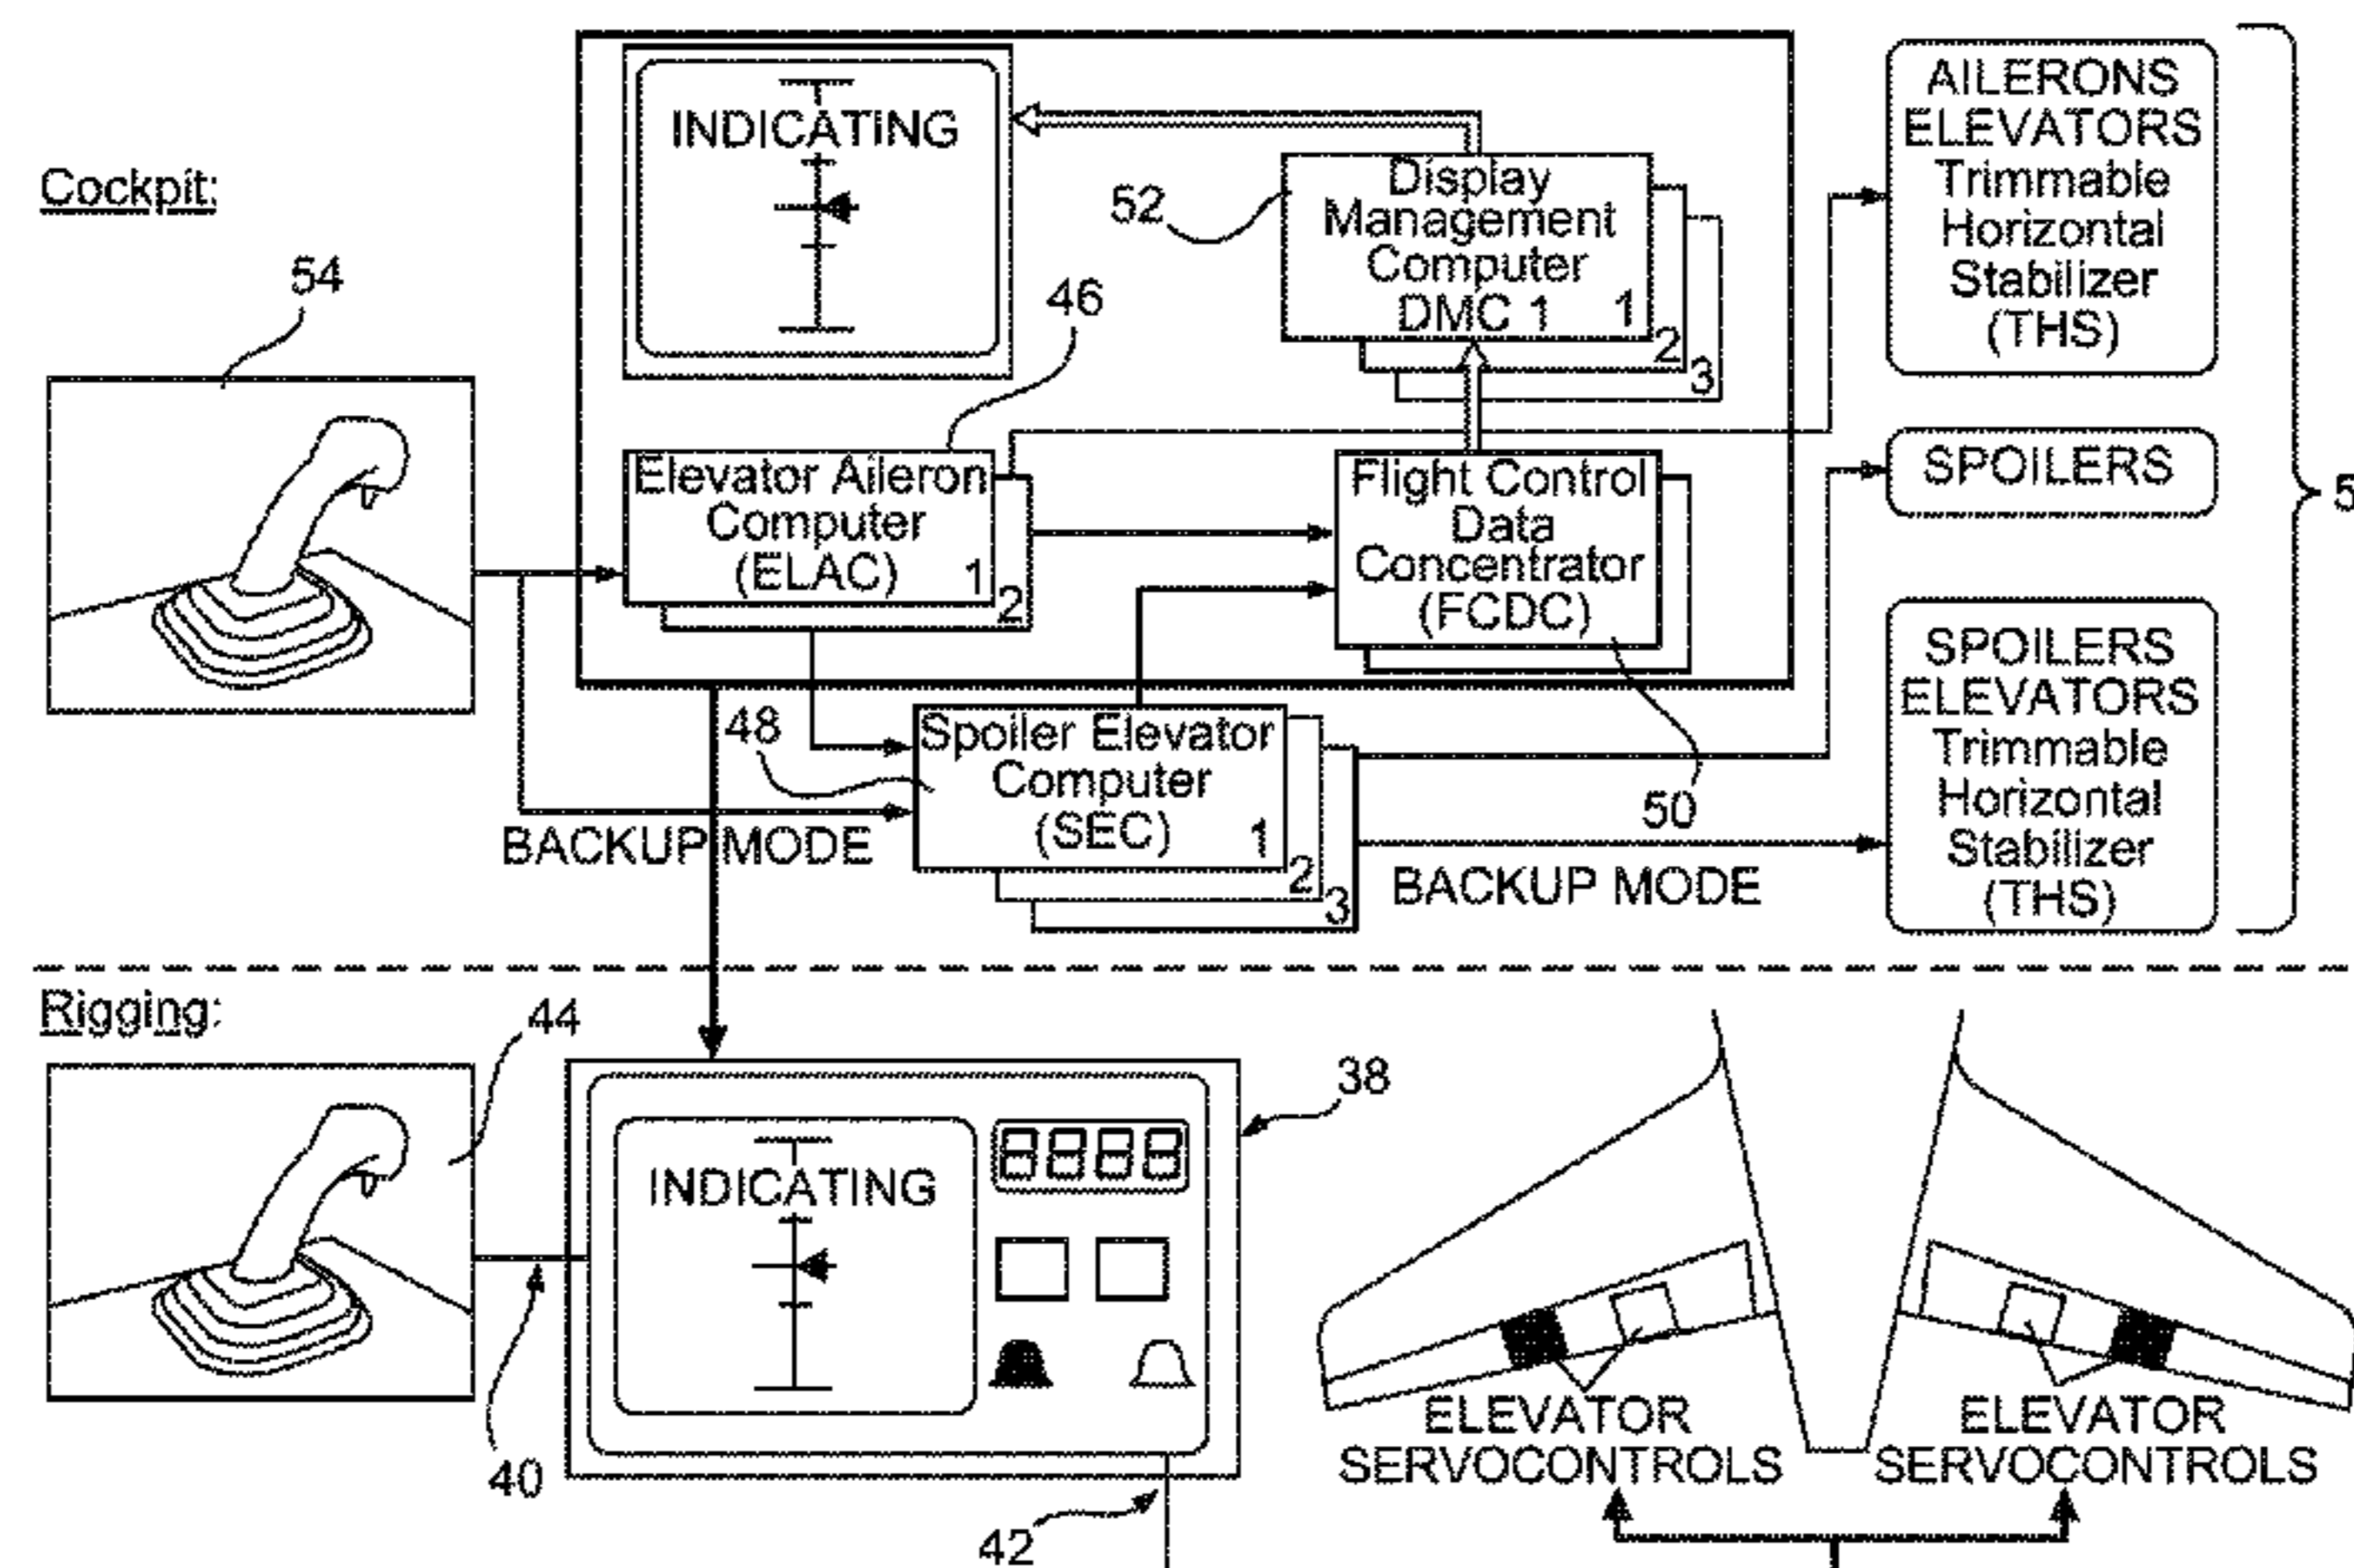 Cockpit:
54
INDICATING
46
52
Display
Management
Computer
DMC 1
1
2
3
Elevator Aileron
Computer
(ELAC)
1
2
Flight Control
Data
Concentrator
(FCDC)
50
48
Spoiler Elevator
Computer
(SEC)
1
2
3
BACKUP MODE
BACKUP MODE
AILERONS
ELEVATORS
Trimmable
Horizontal
Stabilizer
(THS)
SPOILERS
SPOILERS
ELEVATORS
Trimmable
Horizontal
Stabilizer
(THS)
Rigging:
44
40
INDICATING
8888
38
42
ELEVATOR
SERVOCONTROLS
ELEVATOR
SERVOCONTROLS